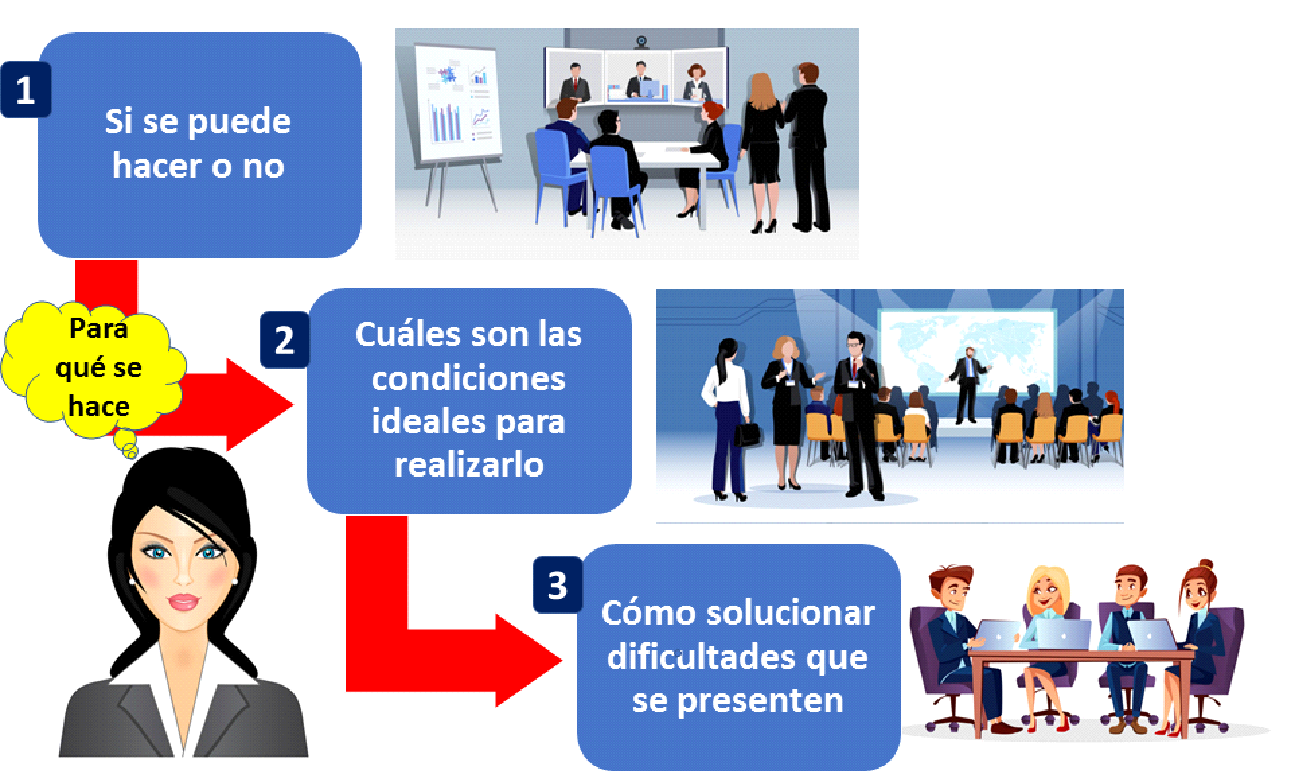 1
Si se puede
hacer o no
Para
qué se
hace
2
Cuáles son las
condiciones
ideales para
realizarlo
3
Cómo solucionar
dificultades que
se presenten